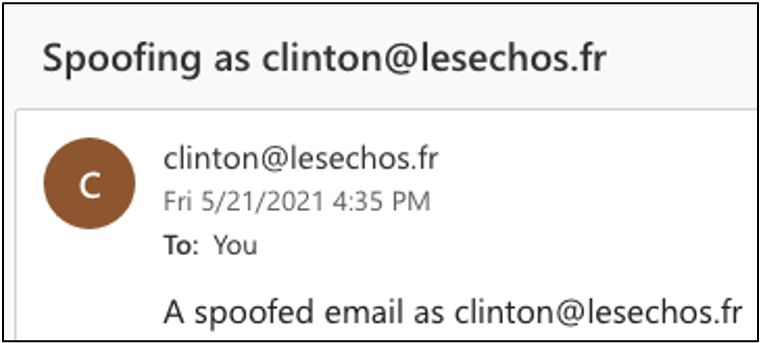 Spoofing as clinton@lesechos.fr
C
clinton@lesechos.fr
Fri 5/21/2021 4:35 PM
To: You
A spoofed email as clinton@lesechos.fr